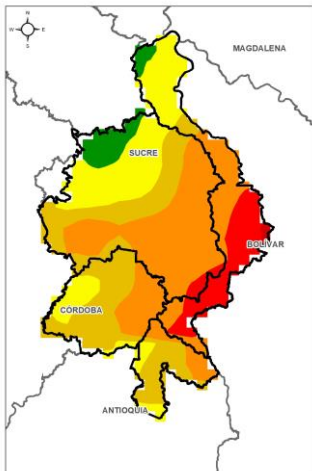 N
W E
S
MAGDALENA
SUCRE
BOLIVAR
CORDOBA
ANTIOQUIA